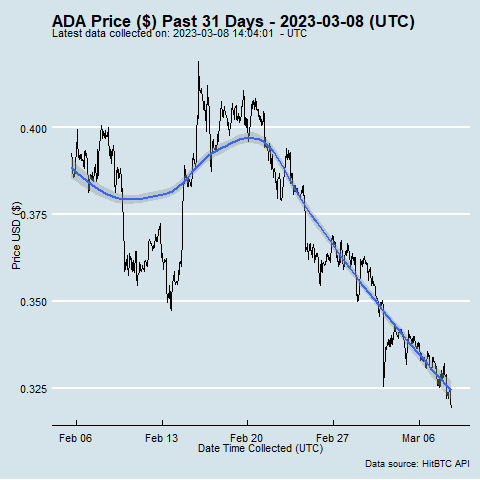 ADA Price ($) Past 31 Days - 2023-03-08 (UTC)
Latest data collected on: 2023-03-08 14:04:01 - UTC
0.400
0.375
0.350
0.325
Price USD ($)
Feb 06
Feb 13
Feb 20
Feb 27
Mar 06
Date Time Collected (UTC)
Data source: HitBTC API